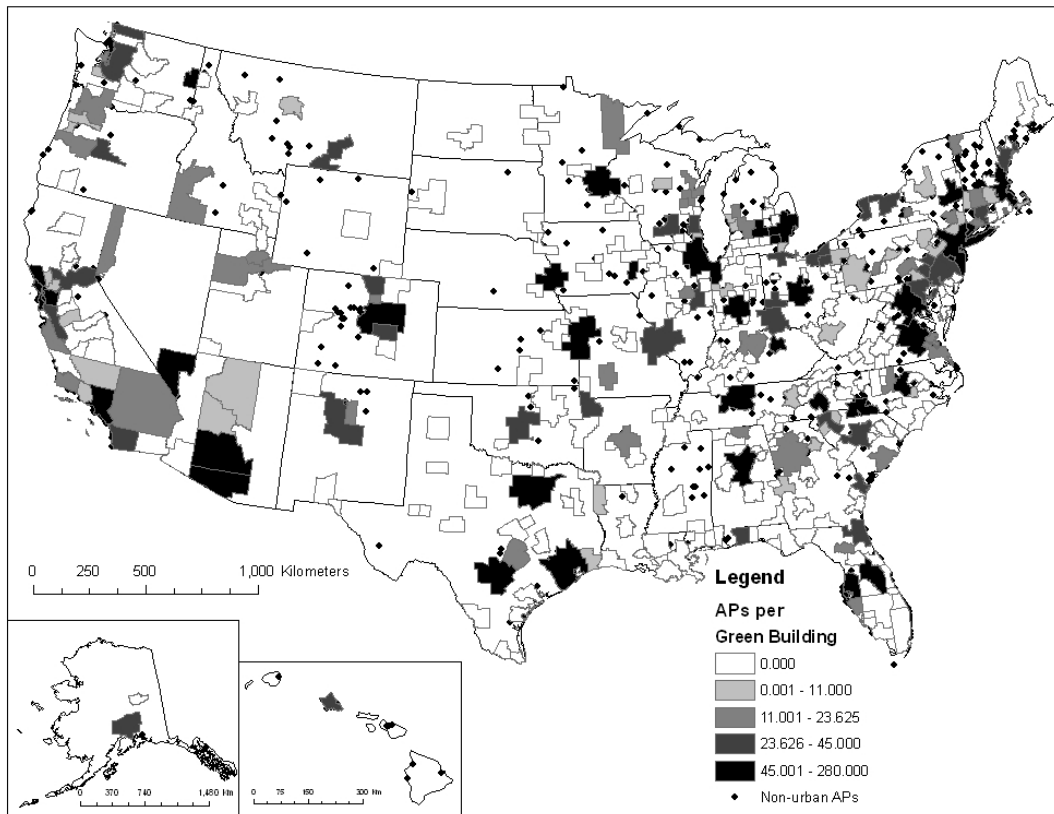 0 250 500 1,000 Kilometers
Legend
APs per
Green Building
0.000
0.001 - 11.000
11.001 - 23.625
23.626 - 45.000
45.001 - 280.000
Non-urban APs
0 370 740 1,480 Km
0 75 150 300 Km